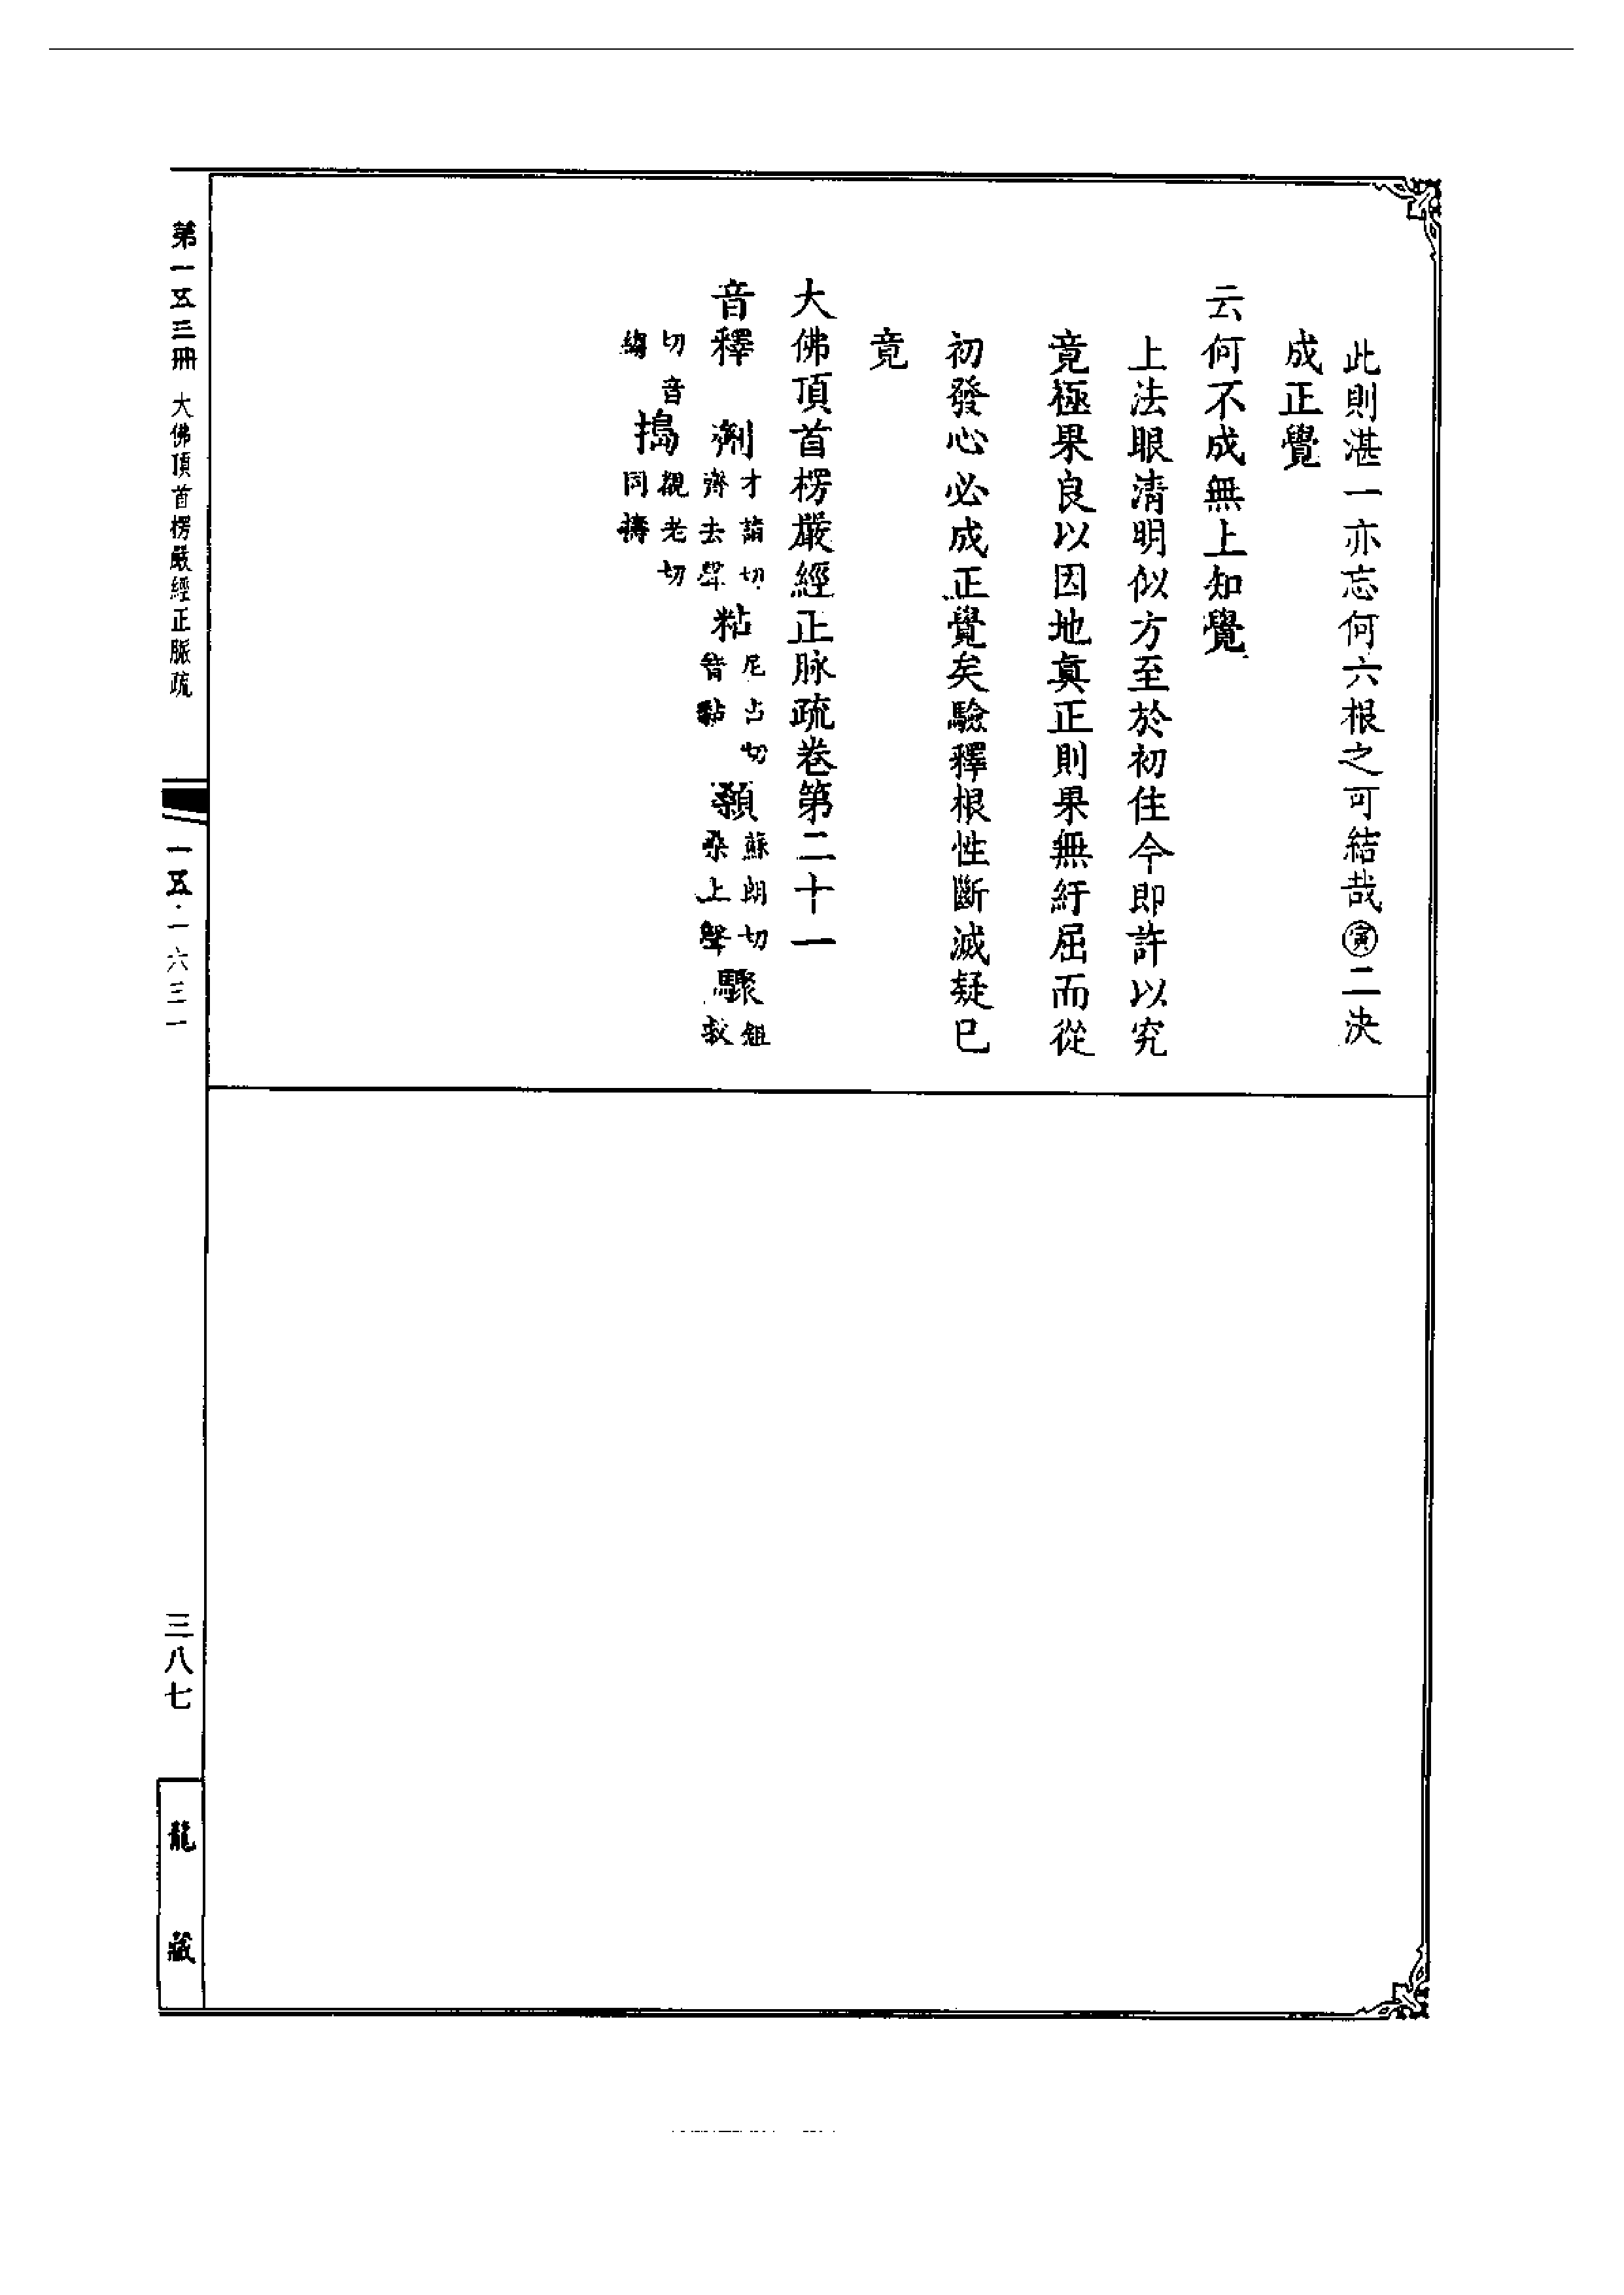 此則湛一亦忘何六根之可結哉㊞寅二決
成正覺
云何不成無上知覺
上法眼清明似方至於初住今即許以究
竟極果良以因地真正則果無紆屈而從
初發心必成正覺矣驗釋根性斷滅疑已
竟
大佛頂首楞嚴經正脉疏卷第二十一
音釋 劑 才詣切齊去聲 粘 尼占切音黏 顙 蘇朗切桑上聲 驟 鉏救
切音縐 搗 覩老切同擣
第一五三冊 大佛頂首楞嚴經正脈疏
一五·一六三一
三八七
龍藏